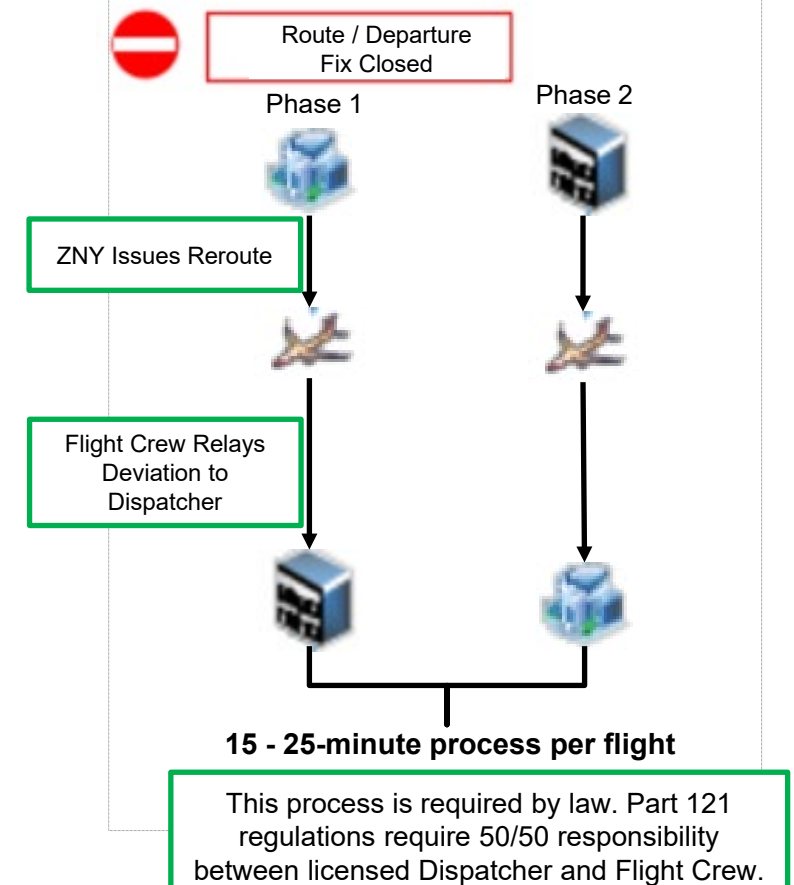 Route / Departure
Fix Closed
Phase 1
Phase 2
ZNY Issues Reroute
Flight Crew Relays
Deviation to
Dispatcher
15 - 25-minute process per flight
This process is required by law. Part 121
regulations require 50/50 responsibility
between licensed Dispatcher and Flight Crew.